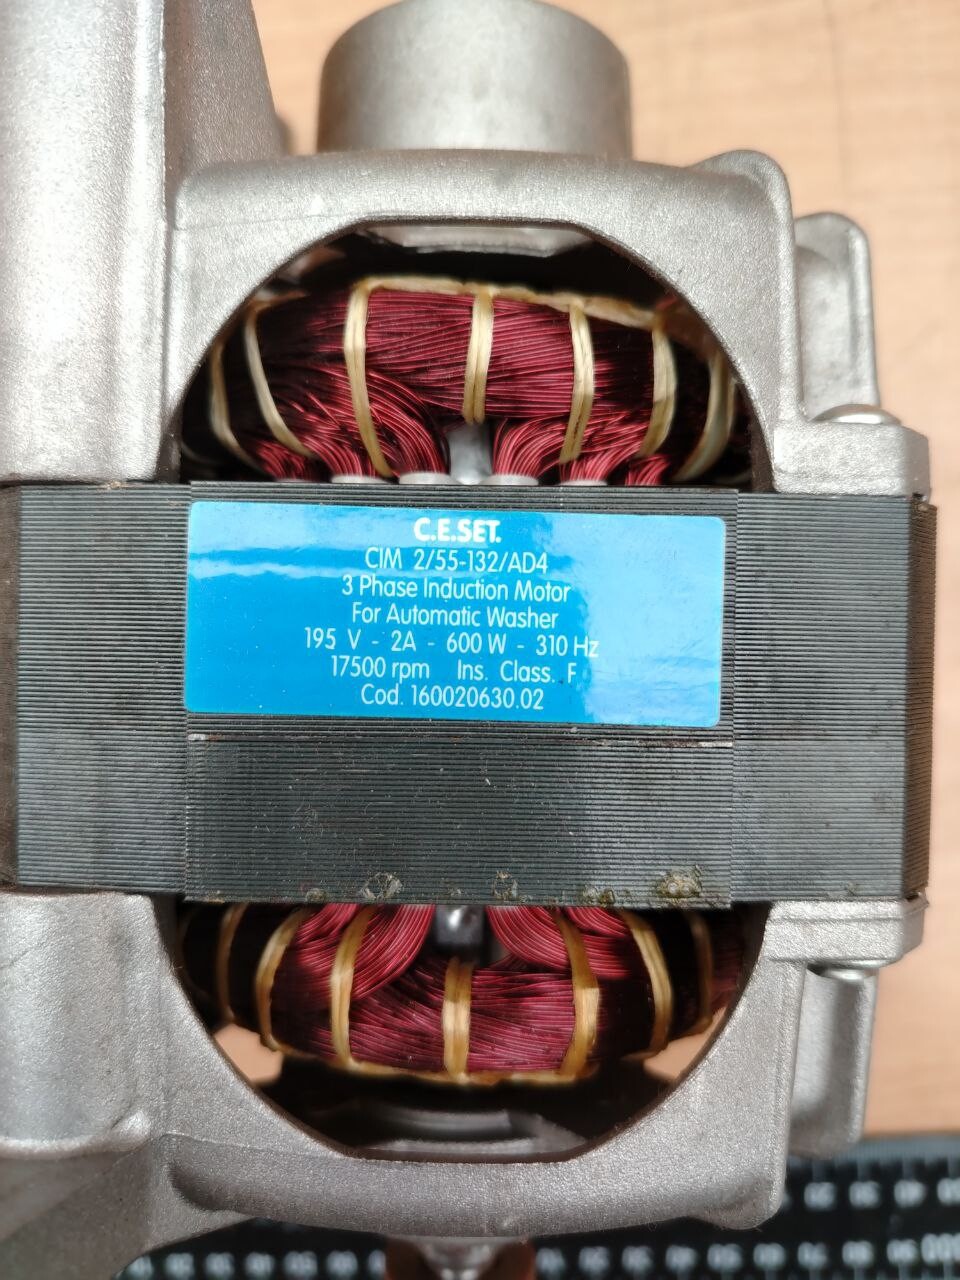 C.E.SET.
CIM 2/55-132/AD4
3 Phase Induction Motor
For Automatic Washer
195 V - 2A - 600 W - 310 Hz
17500 rpm Ins. Class. F
Cod. 160020630.02